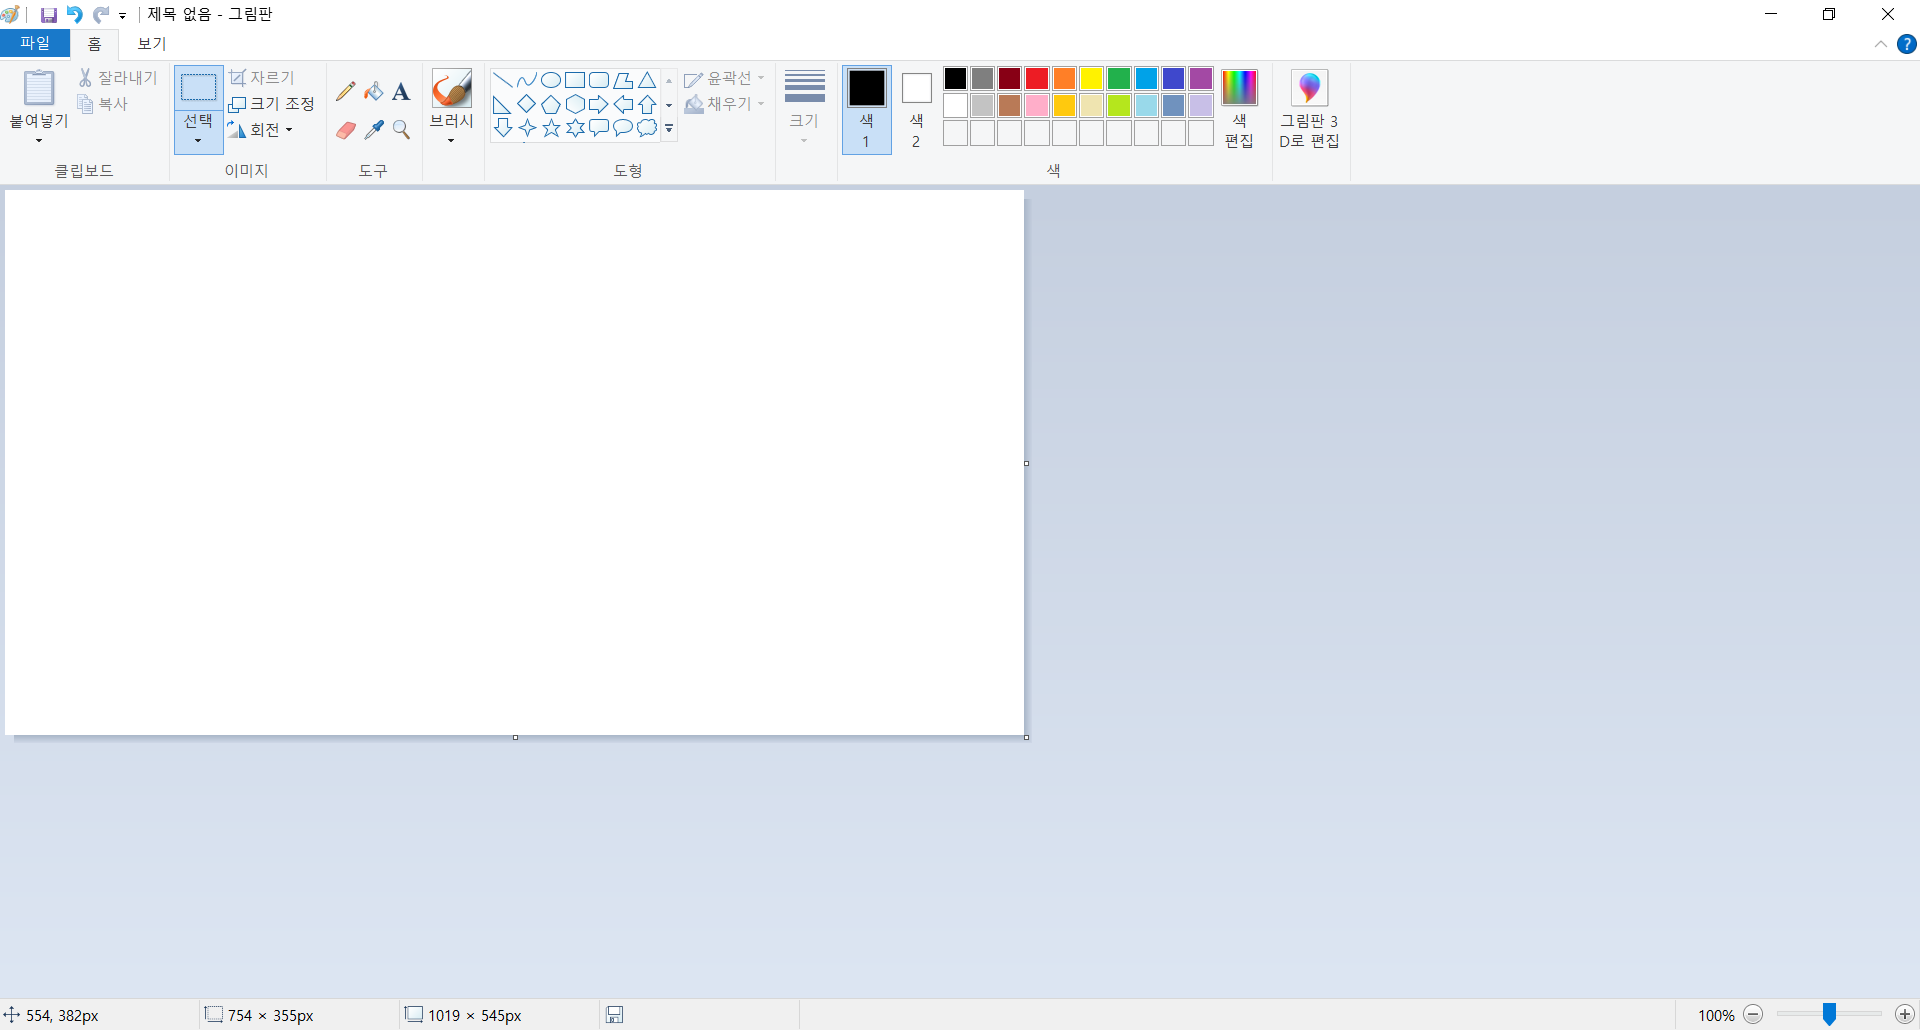 제목 없음 - 그림판
파일 홈 보기
붙여넣기
잘라내기
복사
클립보드
선택
자르기
크기 조정
회전
이미지
A
도구
브러시
윤곽선
채우기
도형
크기
색
1
색
2
색
편집
색
그림판 3
D로 편집
554, 382px
754 × 355px
1019 × 545px
100%